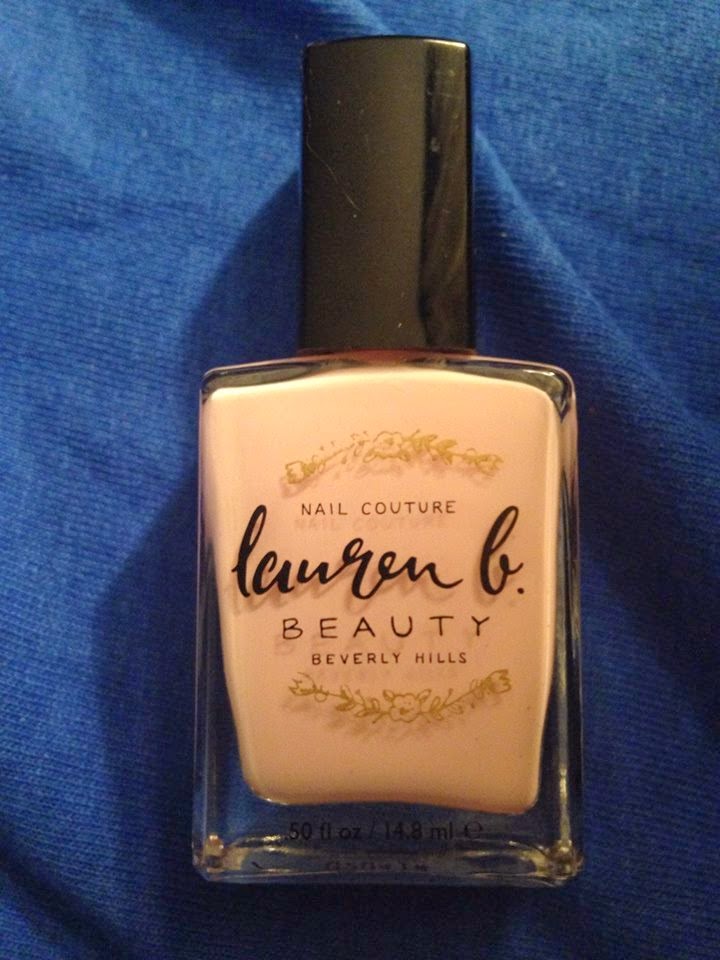 NAIL COUTURE
lauren b.
BEAUTY
BEVERLY HILLS
.50 fl oz / 14.8 ml ℮